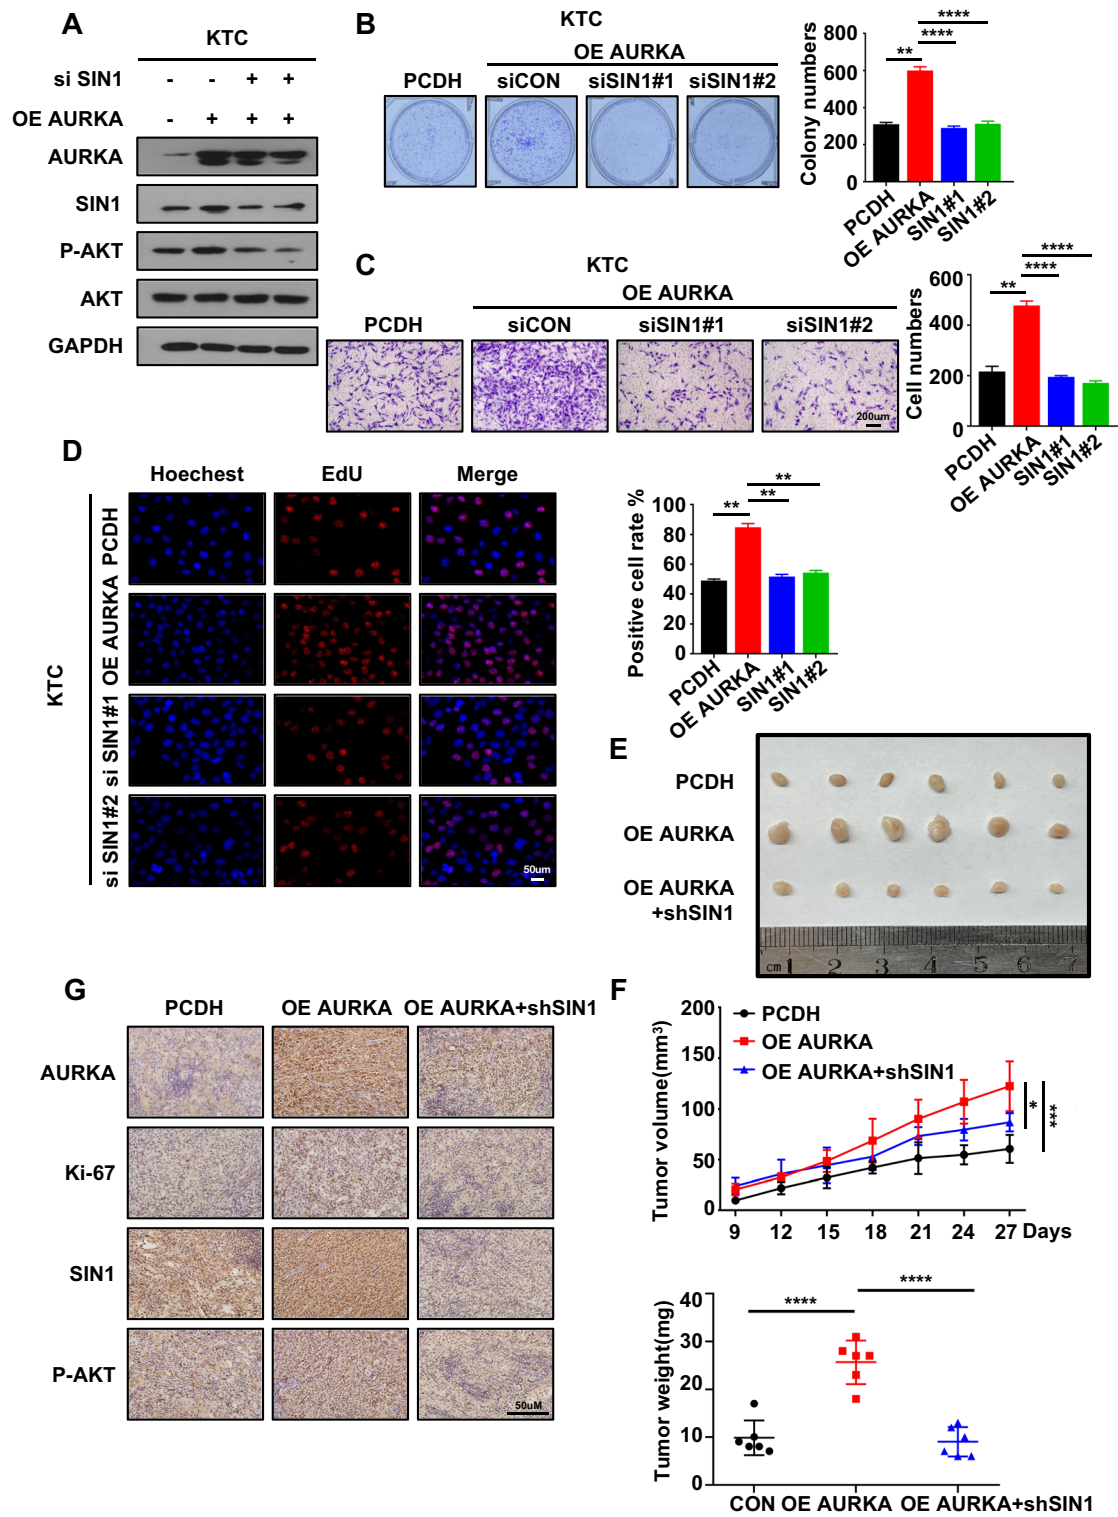 A
KTC
si SIN1 - - + +
OE AURKA - + + +
AURKA
SIN1
P-AKT
AKT
GAPDH
B
KTC
OE AURKA
PCDH siCON siSIN1#1 siSIN1#2
Colony numbers
800
600
400
200
0
** **** ****
PCDH
OE AURKA
SIN1#1
SIN1#2
C
KTC
OE AURKA
PCDH siCON siSIN1#1 siSIN1#2
200um
Cell numbers
600
400
200
0
** **** ****
PCDH
OE AURKA
SIN1#1
SIN1#2
D
Hoechest EdU Merge
KTC
PCDH
OE AURKA
si SIN1#1
si SIN1#2
50um
Positive cell rate %
100
80
60
40
20
0
** ** **
PCDH
OE AURKA
SIN1#1
SIN1#2
E
PCDH
OE AURKA
OE AURKA
+shSIN1
cm 1 2 3 4 5 6 7
G
PCDH OE AURKA OE AURKA+shSIN1
AURKA
Ki-67
SIN1
P-AKT
50uM
F
Tumor volume(mm³)
200
150
100
50
0
PCDH
OE AURKA
OE AURKA+shSIN1
* ***
9 12 15 18 21 24 27 Days
Tumor weight(mg)
40
30
20
10
0
**** ****
CON OE AURKA OE AURKA+shSIN1